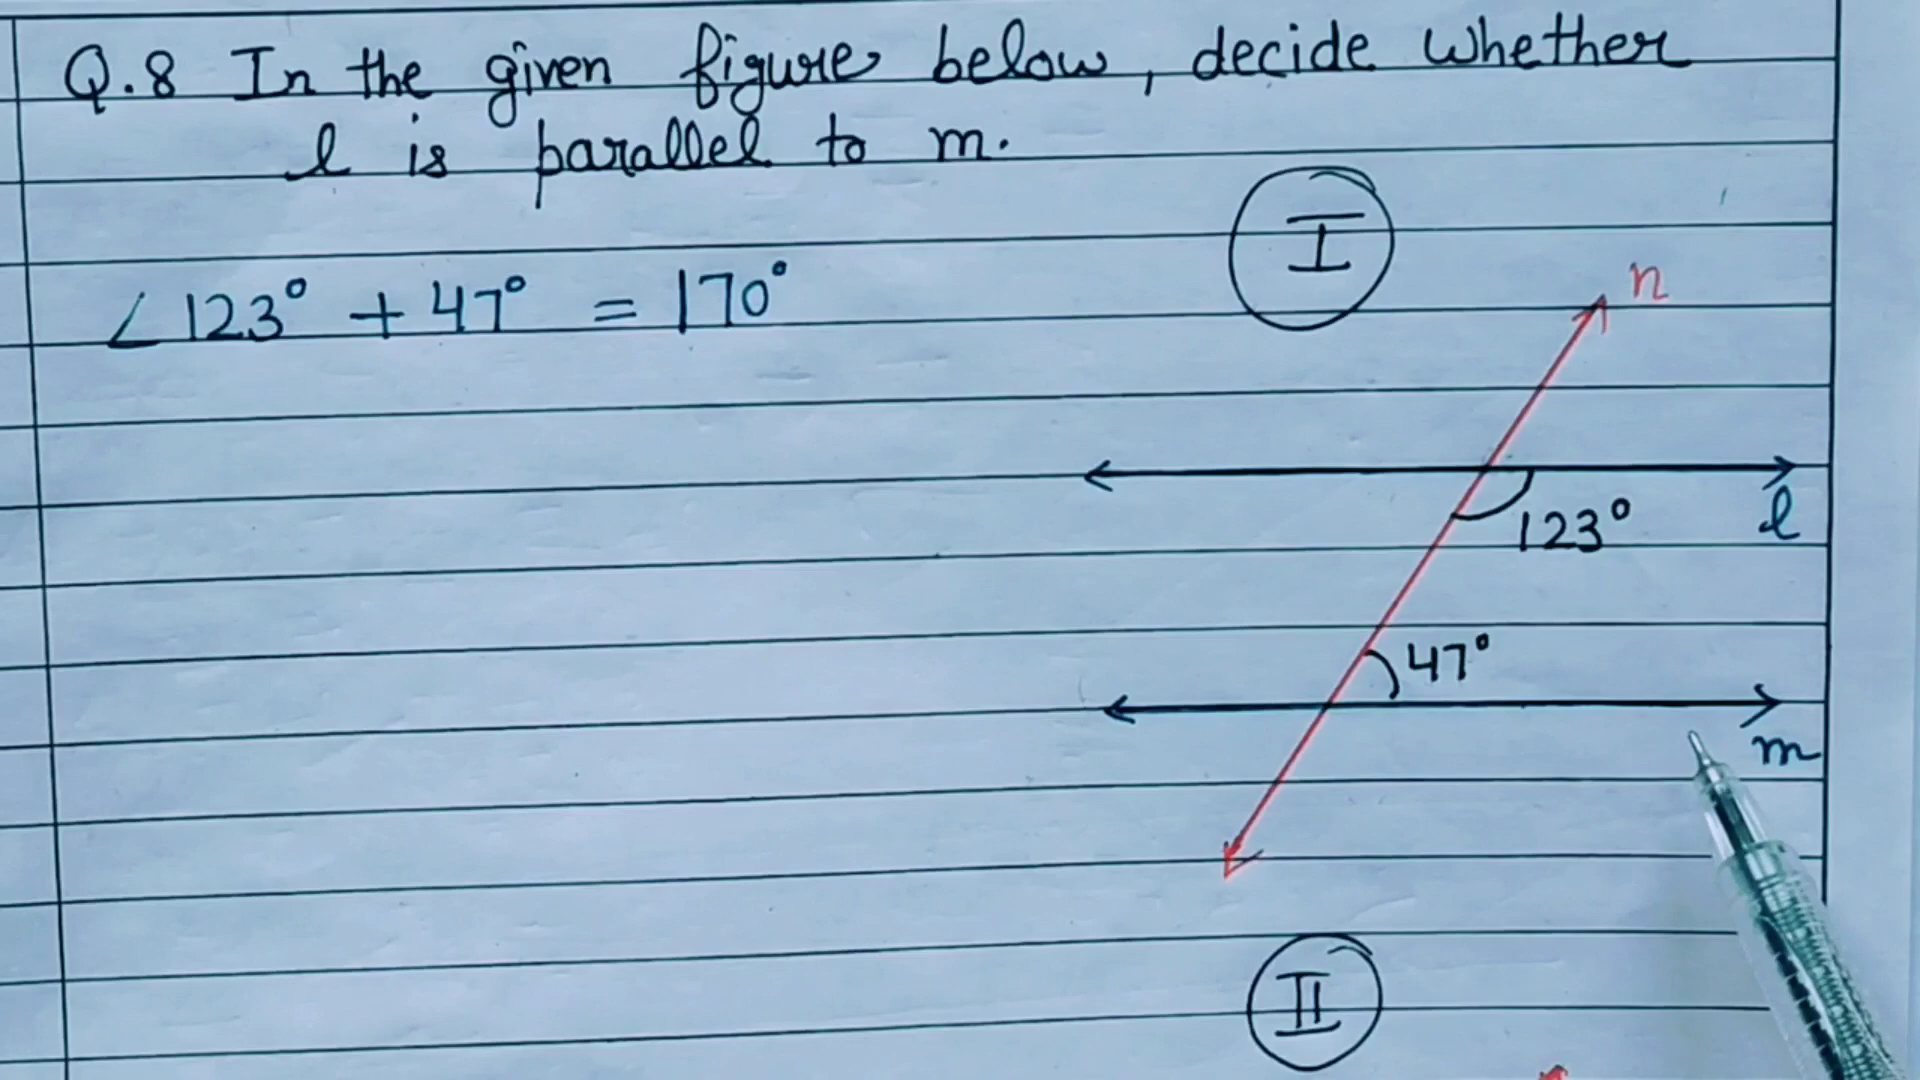 Q.8 In the given figure below, decide whether
l is parallel to m.
I
n
∠123° + 47° = 170°
123°
l
47°
m
II